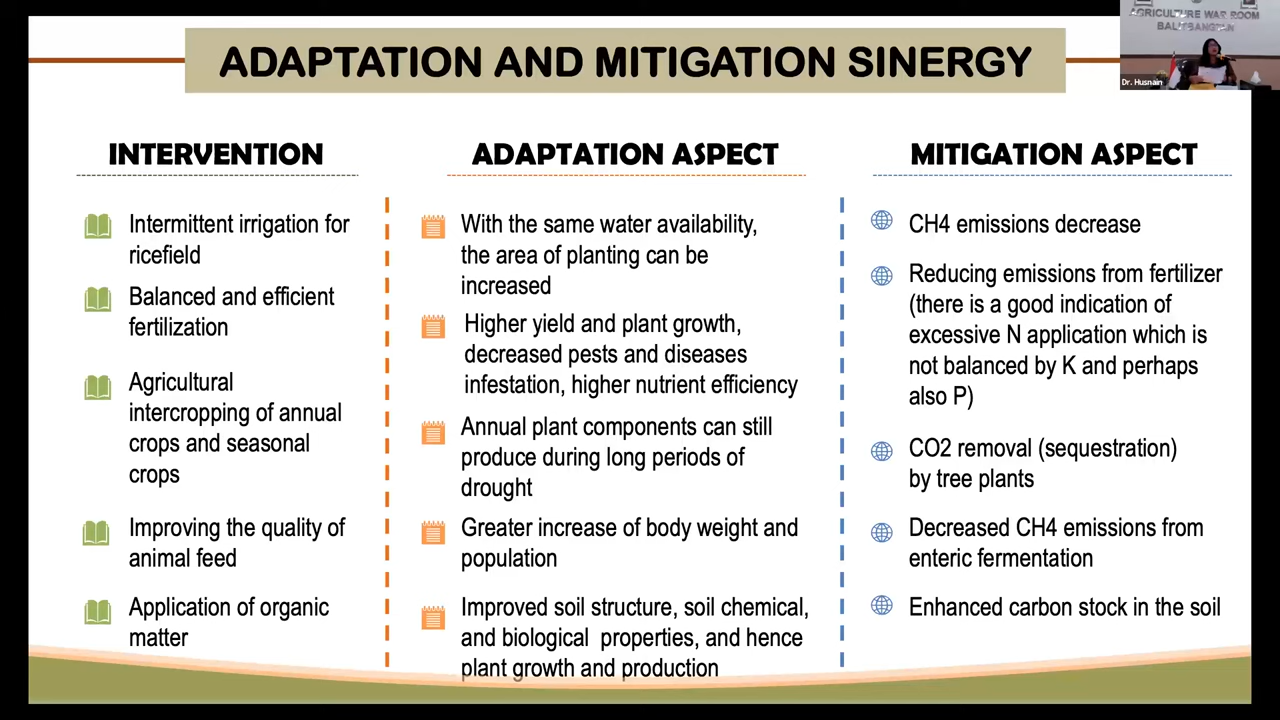 ADAPTATION AND MITIGATION SINERGY
AGRICULTURE WAR ROOM
BALITBANGTAN
Dr. Husnain
INTERVENTION
Intermittent irrigation for
ricefield
Balanced and efficient
fertilization
Agricultural
intercropping of annual
crops and seasonal
crops
Improving the quality of
animal feed
Application of organic
matter
ADAPTATION ASPECT
With the same water availability,
the area of planting can be
increased
Higher yield and plant growth,
decreased pests and diseases
infestation, higher nutrient efficiency
Annual plant components can still
produce during long periods of
drought
Greater increase of body weight and
population
Improved soil structure, soil chemical,
and biological properties, and hence
plant growth and production
MITIGATION ASPECT
CH4 emissions decrease
Reducing emissions from fertilizer
(there is a good indication of
excessive N application which is
not balanced by K and perhaps
also P)
CO2 removal (sequestration)
by tree plants
Decreased CH4 emissions from
enteric fermentation
Enhanced carbon stock in the soil